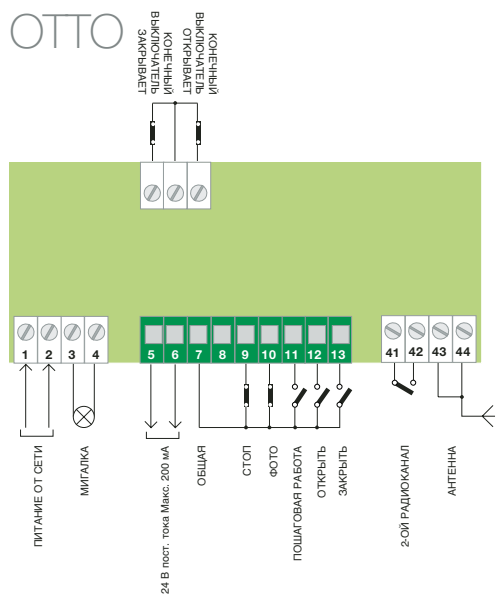 OTTO
КОНЕЧНЫЙ
ВЫКЛЮЧАТЕЛЬ
ЗАКРЫВАЕТ
КОНЕЧНЫЙ
ВЫКЛЮЧАТЕЛЬ
ОТКРЫВАЕТ
1 2 3 4
5 6 7 8 9 10 11 12 13
41 42 43 44
ПИТАНИЕ ОТ СЕТИ
МИГАЛКА
24 В пост. тока Макс. 200 мА
ОБЩАЯ
СТОП
ФОТО
ПОШАГОВАЯ РАБОТА
ОТКРЫТЬ
ЗАКРЫТЬ
2-ОЙ РАДИОКАНАЛ
АНТЕННА